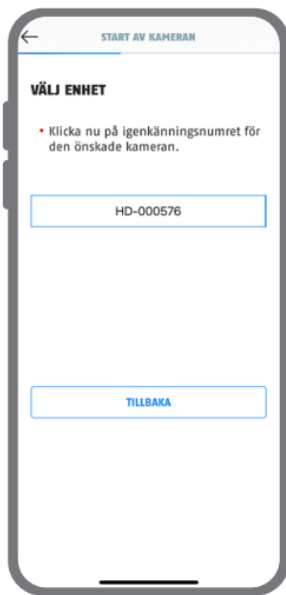 START AV KAMERAN
VÄLJ ENHET
• Klicka nu på igenkänningsnumret för
den önskade kameran.
HD-000576
TILLBAKA